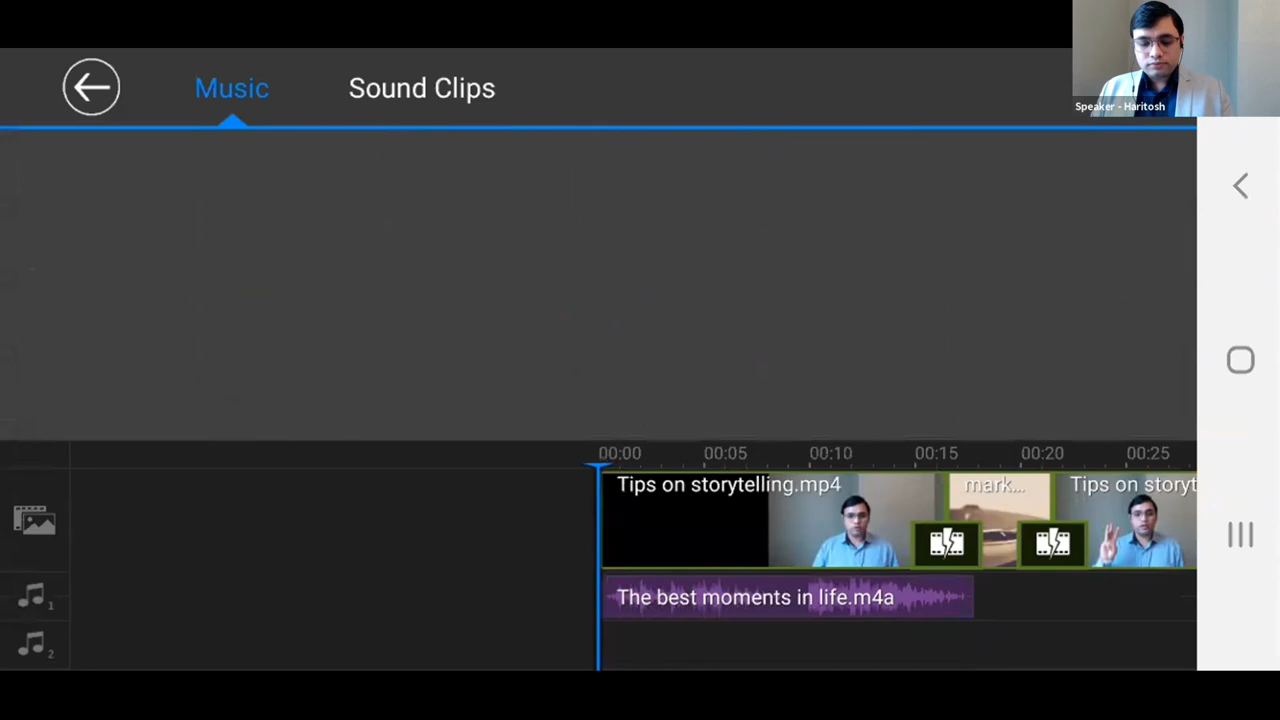 Music
Sound Clips
Speaker - Haritosh
00:00
00:05
00:10
00:15
00:20
00:25
Tips on storytelling.mp4
mark...
Tips on storyt
The best moments in life.m4a
1
2